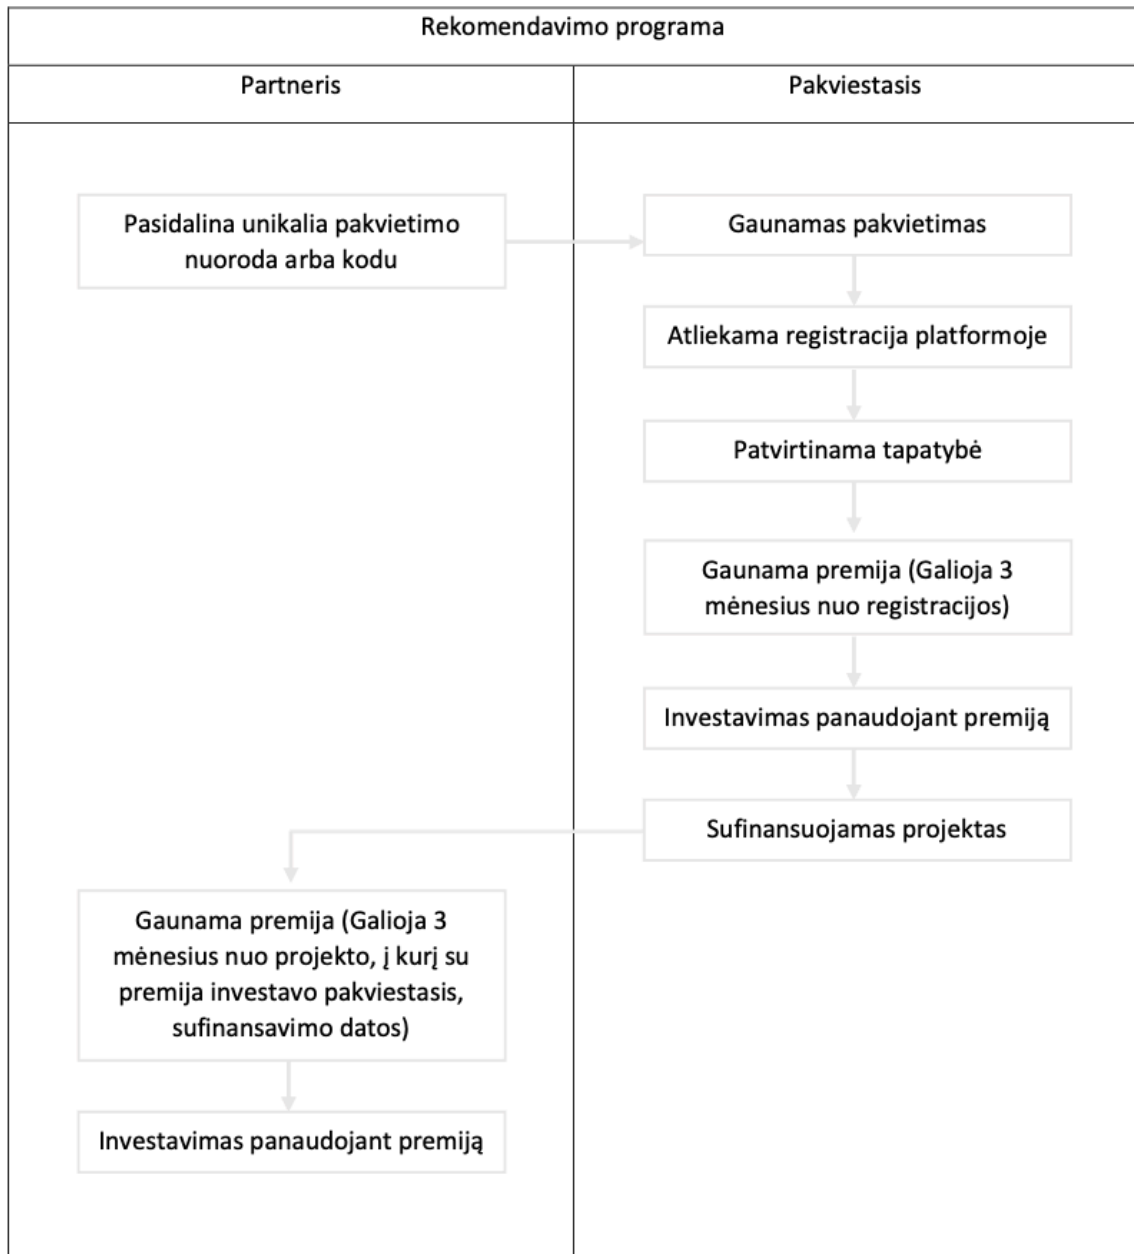 Rekomendavimo programa
Partneris
Pakviestasis
Pasidalina unikalia pakvietimo
nuoroda arba kodu
Gaunamas pakvietimas
Atliekama registracija platformoje
Patvirtinama tapatybė
Gaunama premija (Galioja 3
mėnesius nuo registracijos)
Investavimas panaudojant premiją
Sufinansuojamas projektas
Gaunama premija (Galioja 3
mėnesius nuo projekto, į kurį su
premija investavo pakviestasis,
sufinansavimo datos)
Investavimas panaudojant premiją